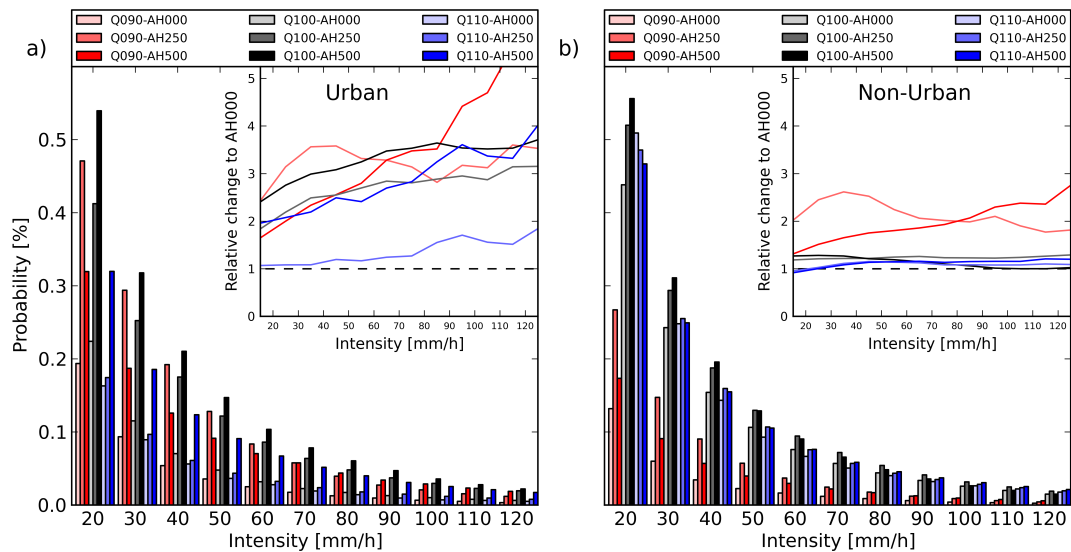 a)
Q090-AH000 Q100-AH000 Q110-AH000
Q090-AH250 Q100-AH250 Q110-AH250
Q090-AH500 Q100-AH500 Q110-AH500
Urban
Relative change to AH000
5
4
3
2
1
0
20 30 40 50 60 70 80 90 100 110 120
Intensity [mm/h]
Probability [%]
0.5
0.4
0.3
0.2
0.1
0.0
20 30 40 50 60 70 80 90 100 110 120
Intensity [mm/h]
b)
Q090-AH000 Q100-AH000 Q110-AH000
Q090-AH250 Q100-AH250 Q110-AH250
Q090-AH500 Q100-AH500 Q110-AH500
Non-Urban
Relative change to AH000
5
4
3
2
1
0
20 30 40 50 60 70 80 90 100 110 120
Intensity [mm/h]
20 30 40 50 60 70 80 90 100 110 120
Intensity [mm/h]